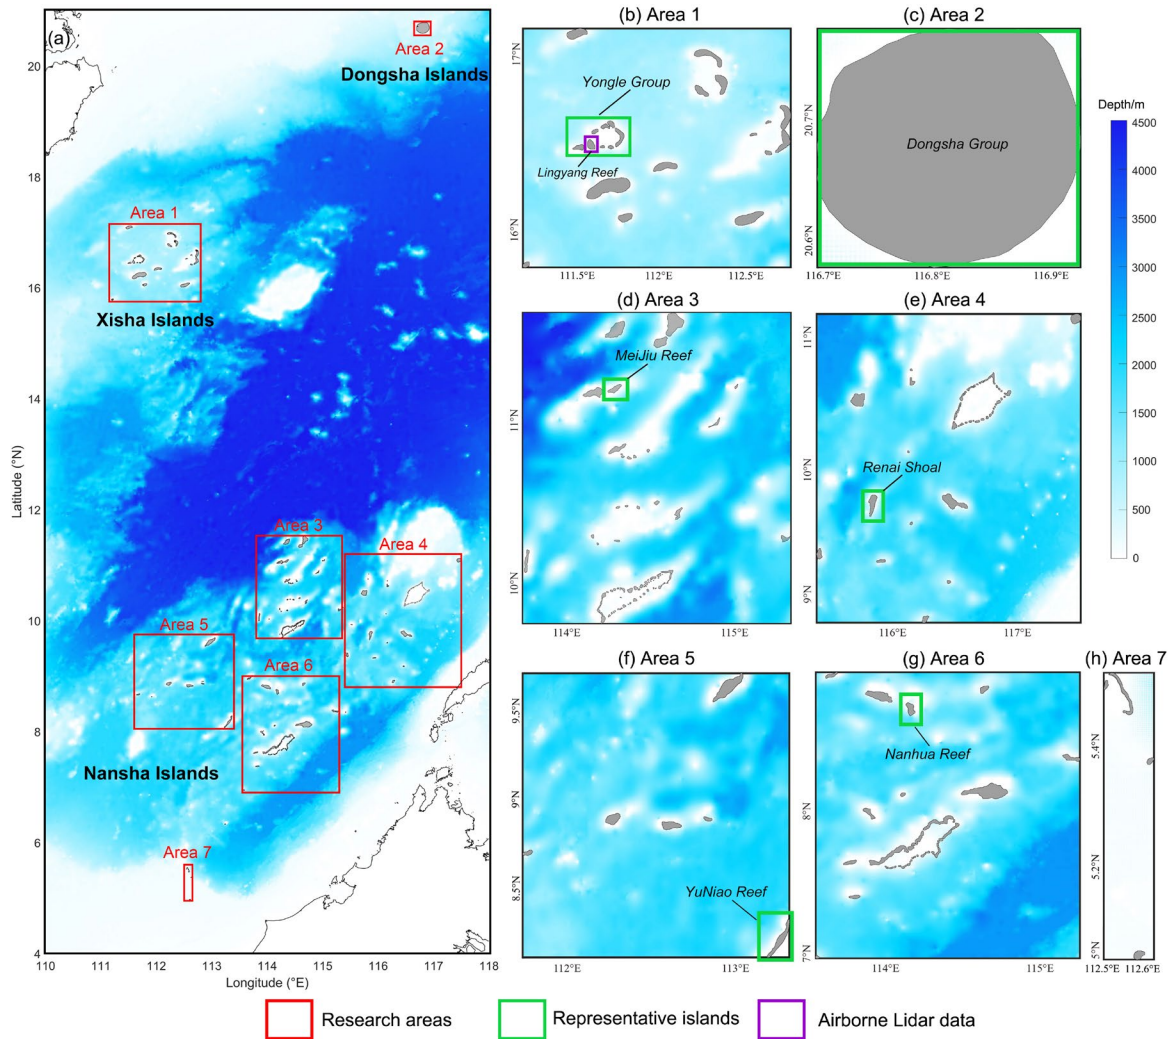 (a)
Area 2
Dongsha Islands
Area 1
Xisha Islands
Area 3
Area 4
Area 5
Area 6
Nansha Islands
Area 7
20
18
16
14
12
10
8
6
4
Latitude (°N)
110
111
112
113
114
115
116
117
118
Longitude (°E)
(b) Area 1
Yongle Group
Lingyang Reef
17°N
16°N
111.5°E
112°E
112.5°E
(c) Area 2
Dongsha Group
20.7°N
20.6°N
116.7°E
116.8°E
116.9°E
Depth/m
4500
4000
3500
3000
2500
2000
1500
1000
500
0
(d) Area 3
MeiJiu Reef
11°N
10°N
114°E
115°E
(e) Area 4
Renai Shoal
11°N
10°N
9°N
116°E
117°E
(f) Area 5
YuNiao Reef
9.5°N
9°N
8.5°N
112°E
113°E
(g) Area 6
Nanhua Reef
8°N
7°N
114°E
115°E
(h) Area 7
5.4°N
5.2°N
5°N
112.5°E
112.6°E
Research areas
Representative islands
Airborne Lidar data